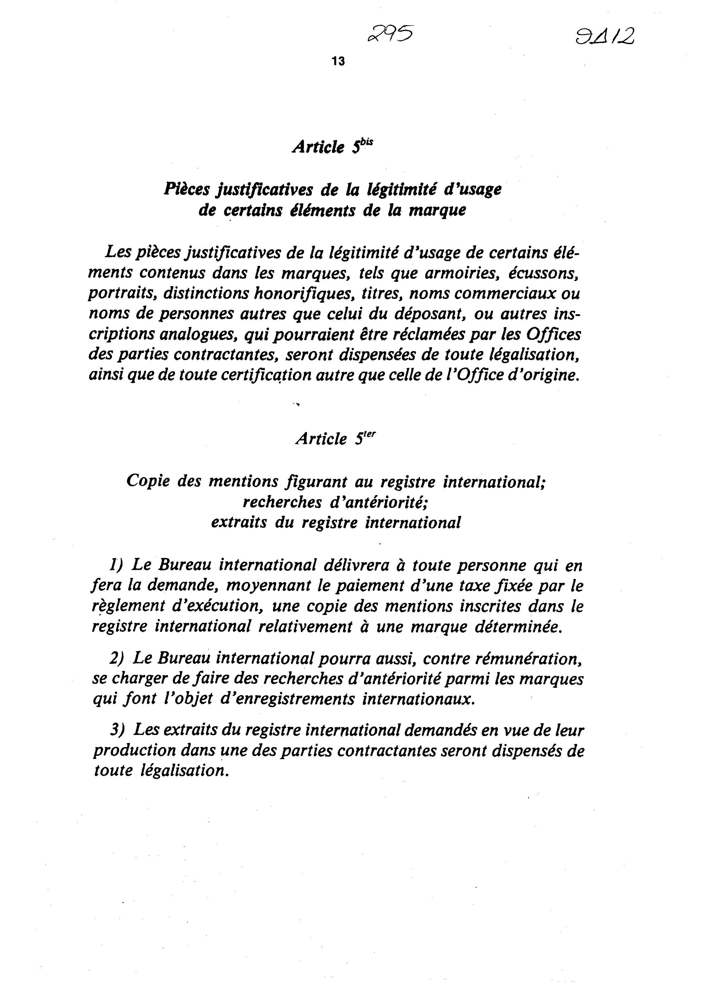 295
13
Article 5bis
Pièces justificatives de la légitimité d'usage
de certains éléments de la marque
Les pièces justificatives de la légitimité d'usage de certains élé-
ments contenus dans les marques, tels que armoiries, écussons,
portraits, distinctions honorifiques, titres, noms commerciaux ou
noms de personnes autres que celui du déposant, ou autres ins-
criptions analogues, qui pourraient être réclamées par les Offices
des parties contractantes, seront dispensées de toute légalisation,
ainsi que de toute certification autre que celle de l'Office d'origine.
Article 5ter
Copie des mentions figurant au registre international;
recherches d'antériorité;
extraits du registre international
1) Le Bureau international délivrera à toute personne qui en
fera la demande, moyennant le paiement d'une taxe fixée par le
règlement d'exécution, une copie des mentions inscrites dans le
registre international relativement à une marque déterminée.
2) Le Bureau international pourra aussi, contre rémunération,
se charger de faire des recherches d'antériorité parmi les marques
qui font l'objet d'enregistrements internationaux.
3) Les extraits du registre international demandés en vue de leur
production dans une des parties contractantes seront dispensés de
toute légalisation.